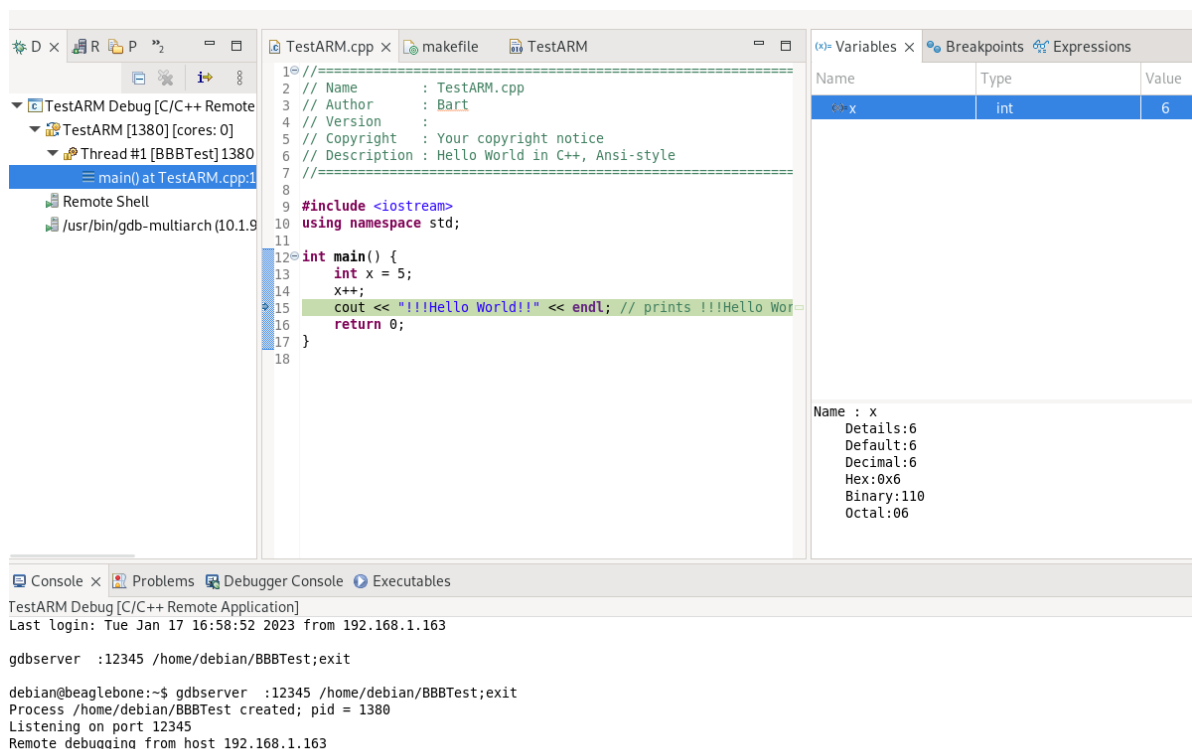 D R P »2
TestARM Debug [C/C++ Remote
TestARM [1380] [cores: 0]
Thread #1 [BBBTest] 1380
main() at TestARM.cpp:1
Remote Shell
/usr/bin/gdb-multiarch (10.1.9
TestARM.cpp makefile TestARM
1 //============================================================
2 // Name        : TestARM.cpp
3 // Author      : Bart
4 // Version     :
5 // Copyright   : Your copyright notice
6 // Description : Hello World in C++, Ansi-style
7 //============================================================
8
9 #include <iostream>
10 using namespace std;
11
12 int main() {
13     int x = 5;
14     x++;
15     cout << "!!!Hello World!!" << endl; // prints !!!Hello Wor
16     return 0;
17 }
18
(x)= Variables Breakpoints Expressions
Name Type Value
x int 6
Name : x
Details:6
Default:6
Decimal:6
Hex:0x6
Binary:110
Octal:06
Console Problems Debugger Console Executables
TestARM Debug [C/C++ Remote Application]
Last login: Tue Jan 17 16:58:52 2023 from 192.168.1.163
gdbserver  :12345 /home/debian/BBBTest;exit
debian@beaglebone:~$ gdbserver  :12345 /home/debian/BBBTest;exit
Process /home/debian/BBBTest created; pid = 1380
Listening on port 12345
Remote debugging from host 192.168.1.163